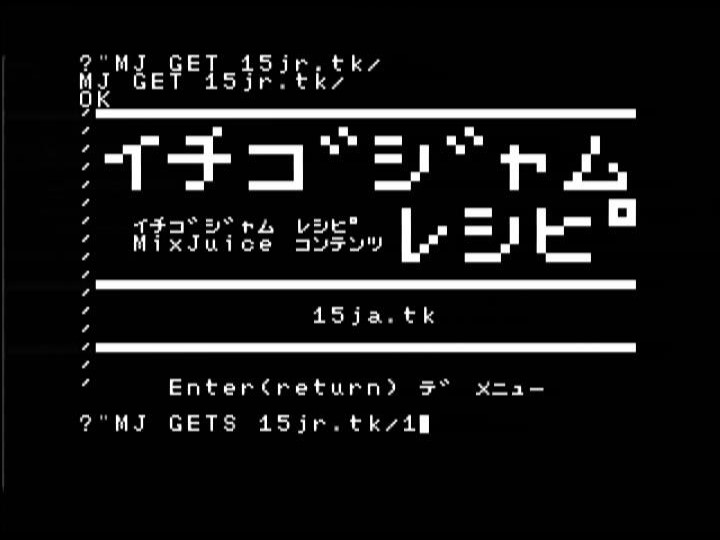 ?"MJ GET 15jr.tk/
MJ GET 15jr.tk/
OK
イチゴジャム
レシピ
イチゴジャム レシピ
MixJuice コンテンツ
15ja.tk
Enter(return) デ メニュー
?"MJ GETS 15jr.tk/1